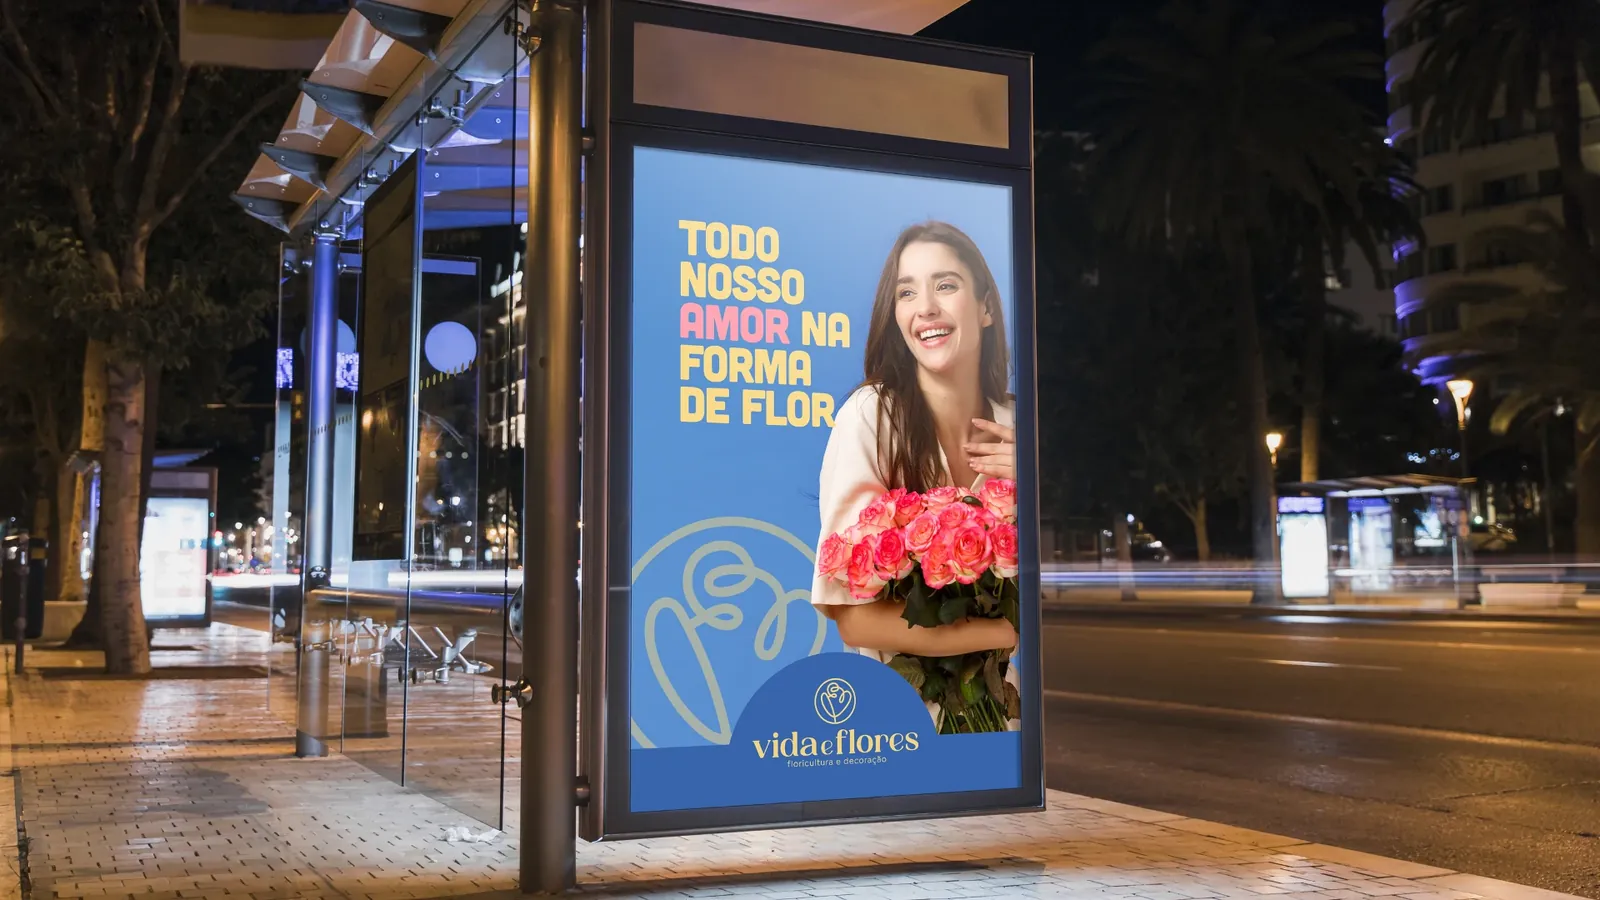 TODO
NOSSO
AMOR NA
FORMA
DE FLOR
vida e flores
floricultura e decoração